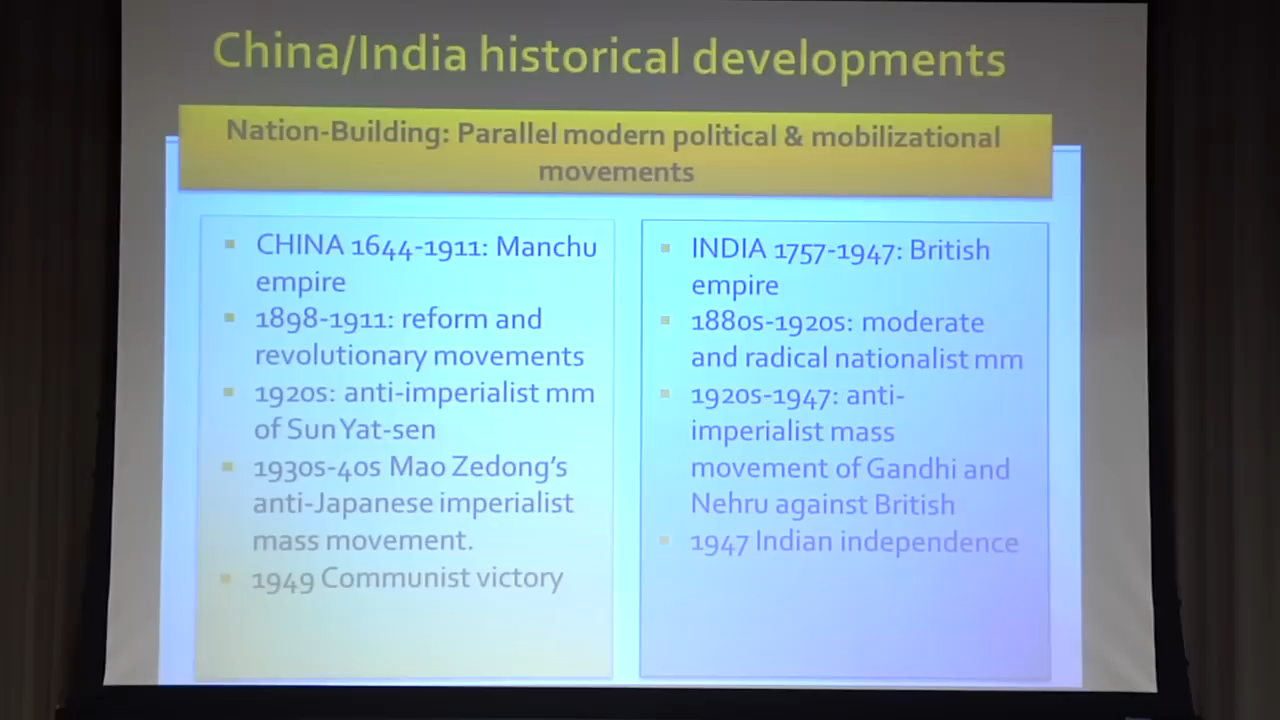 China/India historical developments
Nation-Building: Parallel modern political & mobilizational
movements
CHINA 1644-1911: Manchu
empire
1898-1911: reform and
revolutionary movements
1920s: anti-imperialist mm
of Sun Yat-sen
1930s-40s Mao Zedong's
anti-Japanese imperialist
mass movement.
1949 Communist victory
INDIA 1757-1947: British
empire
1880s-1920s: moderate
and radical nationalist mm
1920s-1947: anti-
imperialist mass
movement of Gandhi and
Nehru against British
1947 Indian independence